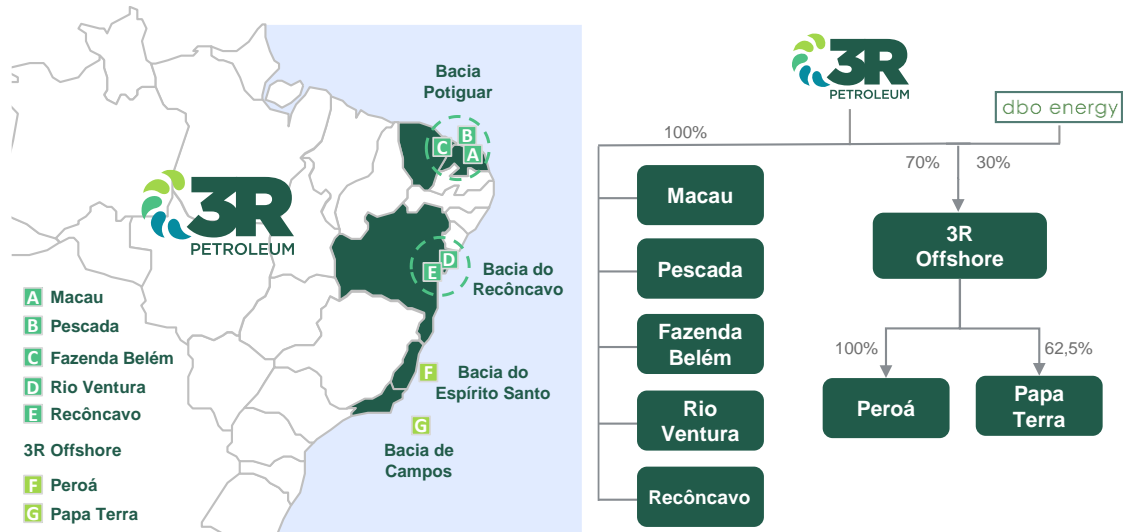 Bacia
Potiguar
B
C
A
3R
PETROLEUM
D
E
Bacia do
Recôncavo
A Macau
B Pescada
C Fazenda Belém
D Rio Ventura
E Recôncavo
3R Offshore
F Peroá
G Papa Terra
F
Bacia do
Espírito Santo
G
Bacia de
Campos
3R
PETROLEUM
dbo energy
100%
70%
30%
Macau
Pescada
Fazenda
Belém
Rio
Ventura
Recôncavo
3R
Offshore
100%
62,5%
Peroá
Papa
Terra